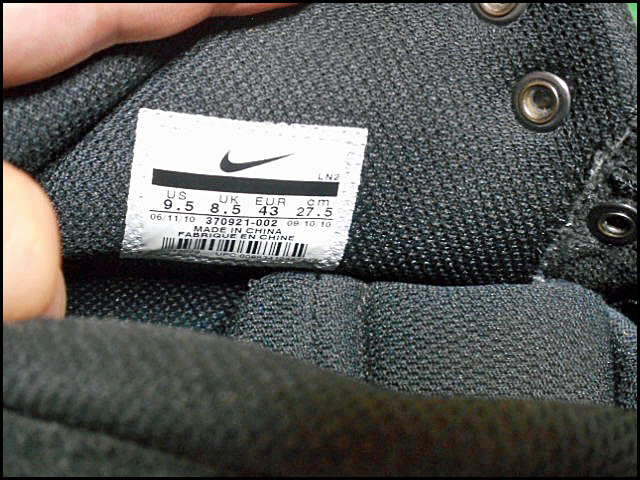 LN2
US UK EUR cm
9.5 8.5 43 27.5
06/11/10 370921-002 09/10/10
MADE IN CHINA
FABRIQUE EN CHINE